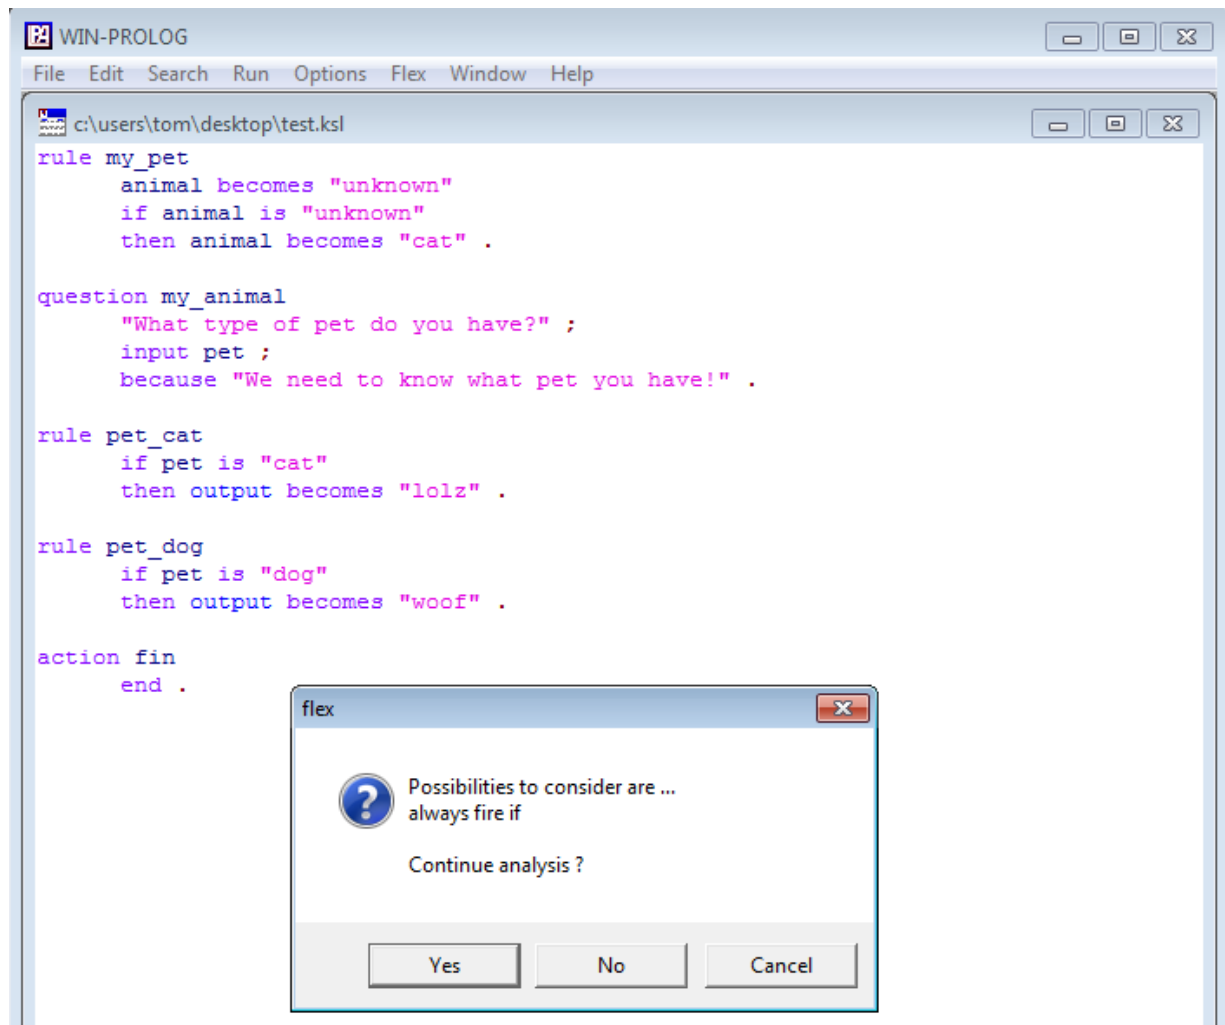 WIN-PROLOG
File Edit Search Run Options Flex Window Help
c:\users\tom\desktop\test.ksl
rule my_pet
animal becomes "unknown"
if animal is "unknown"
then animal becomes "cat" .
question my_animal
"What type of pet do you have?" ;
input pet ;
because "We need to know what pet you have!" .
rule pet_cat
if pet is "cat"
then output becomes "lolz" .
rule pet_dog
if pet is "dog"
then output becomes "woof" .
action fin
end .
flex
Possibilities to consider are ...
always fire if
Continue analysis ?
Yes No Cancel